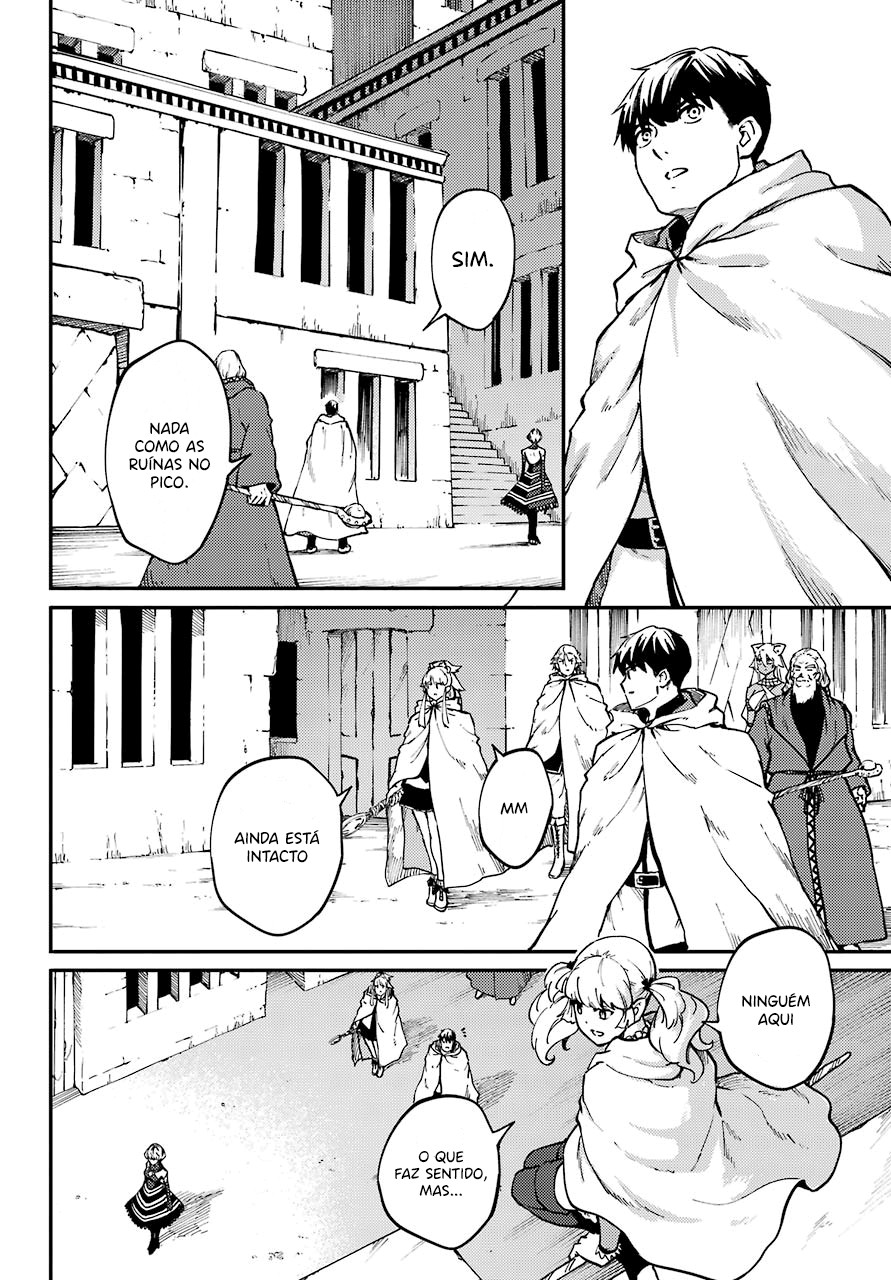 SIM.
NADA
COMO AS
RUÍNAS NO
PICO.
MM
AINDA ESTÁ
INTACTO
NINGUÉM
AQUI
O QUE
FAZ SENTIDO,
MAS...